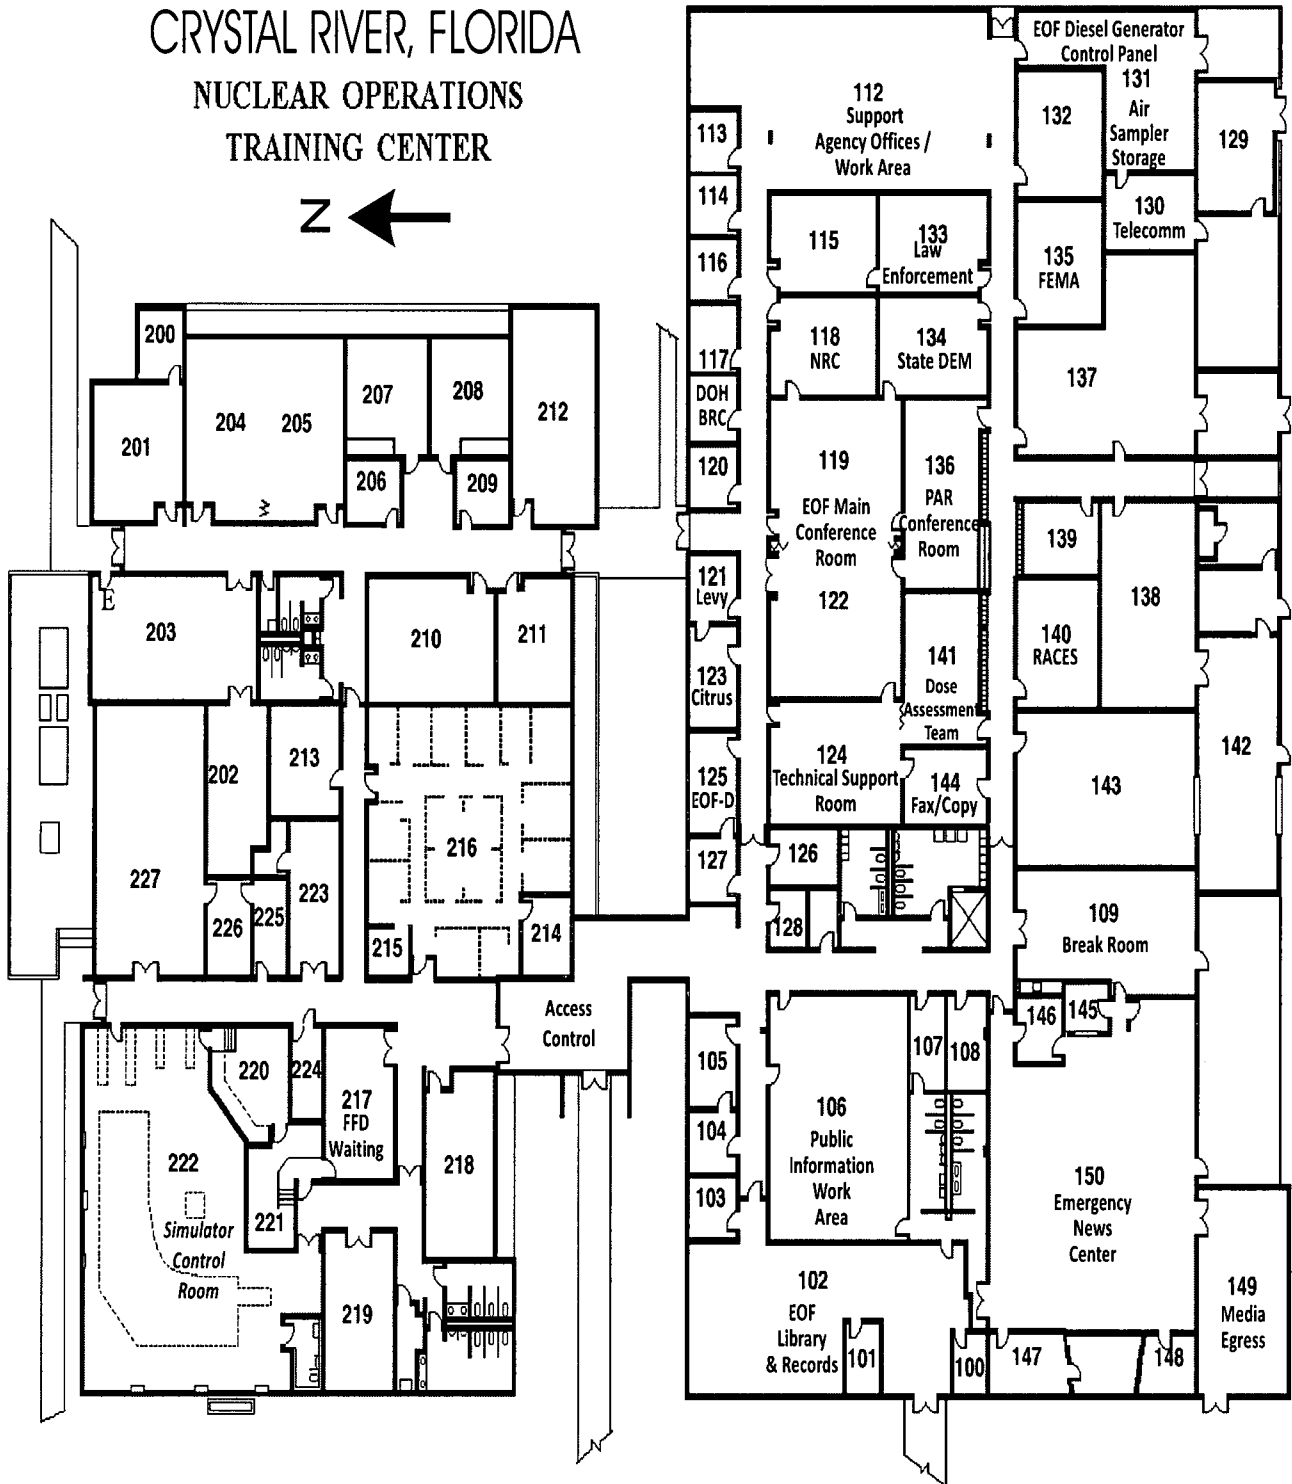 CRYSTAL RIVER, FLORIDA
NUCLEAR OPERATIONS
TRAINING CENTER
N
200
201
204
205
207
208
212
206
209
E
203
210
211
202
213
216
227
223
226
225
215
214
Access
Control
220
224
217
FFD
Waiting
218
222
221
Simulator
Control
Room
219
EOF Diesel Generator
Control Panel
131
Air
Sampler
Storage
112
Support
Agency Offices /
Work Area
132
129
113
114
116
117
DOH
BRC
120
115
133
Law
Enforcement
130
Telecomm
135
FEMA
118
NRC
134
State DEM
137
119
EOF Main
Conference
Room
122
136
PAR
Conference
Room
139
138
121
Levy
123
Citrus
140
RACES
141
Dose
Assessment
Team
125
EOF-D
124
Technical Support
Room
144
Fax/Copy
143
142
127
126
128
109
Break Room
146
145
105
104
103
107
108
106
Public
Information
Work
Area
150
Emergency
News
Center
102
EOF
Library
& Records
101
100
147
148
149
Media
Egress
N